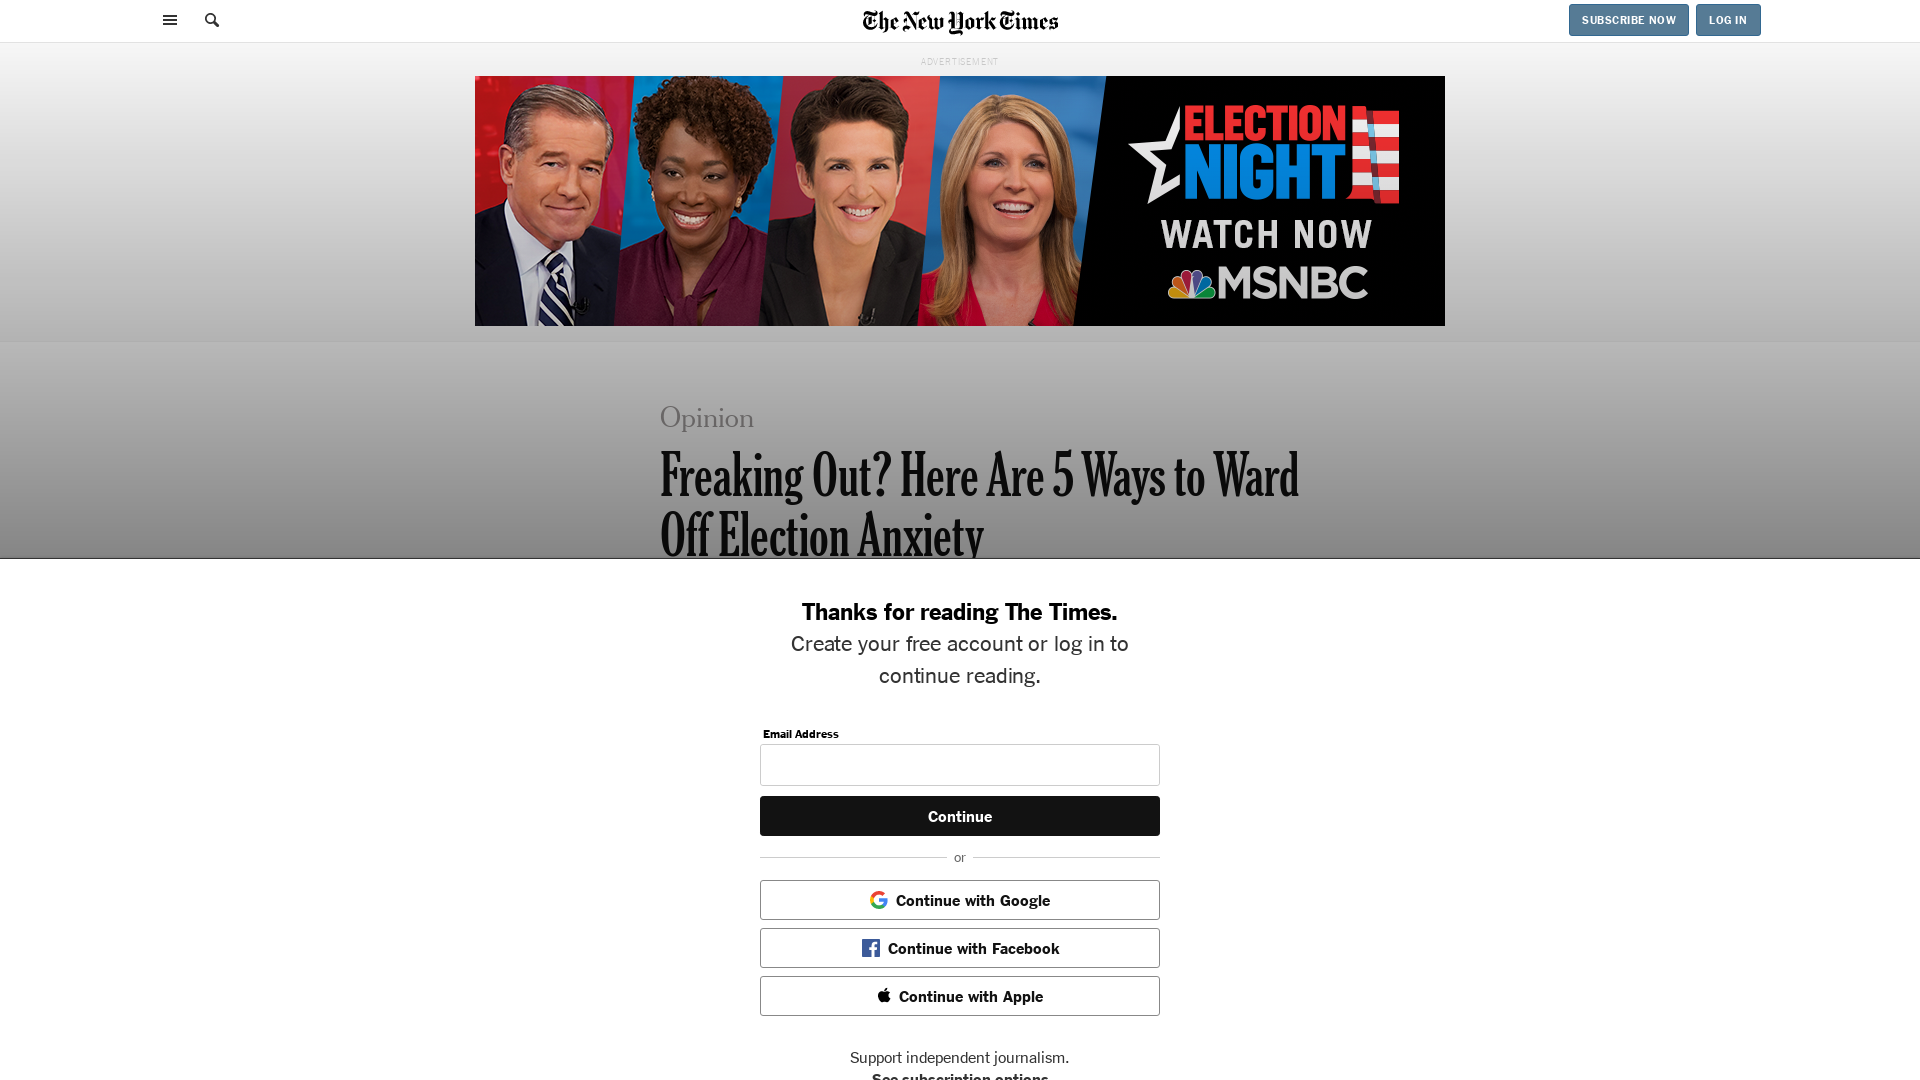 The New York Times
SUBSCRIBE NOW
LOG IN
ADVERTISEMENT
ELECTION
NIGHT
WATCH NOW
MSNBC
Opinion
Freaking Out? Here Are 5 Ways to Ward
Off Election Anxiety
Thanks for reading The Times.
Create your free account or log in to
continue reading.
Email Address
Continue
or
Continue with Google
Continue with Facebook
Continue with Apple
Support independent journalism.
See subscription options